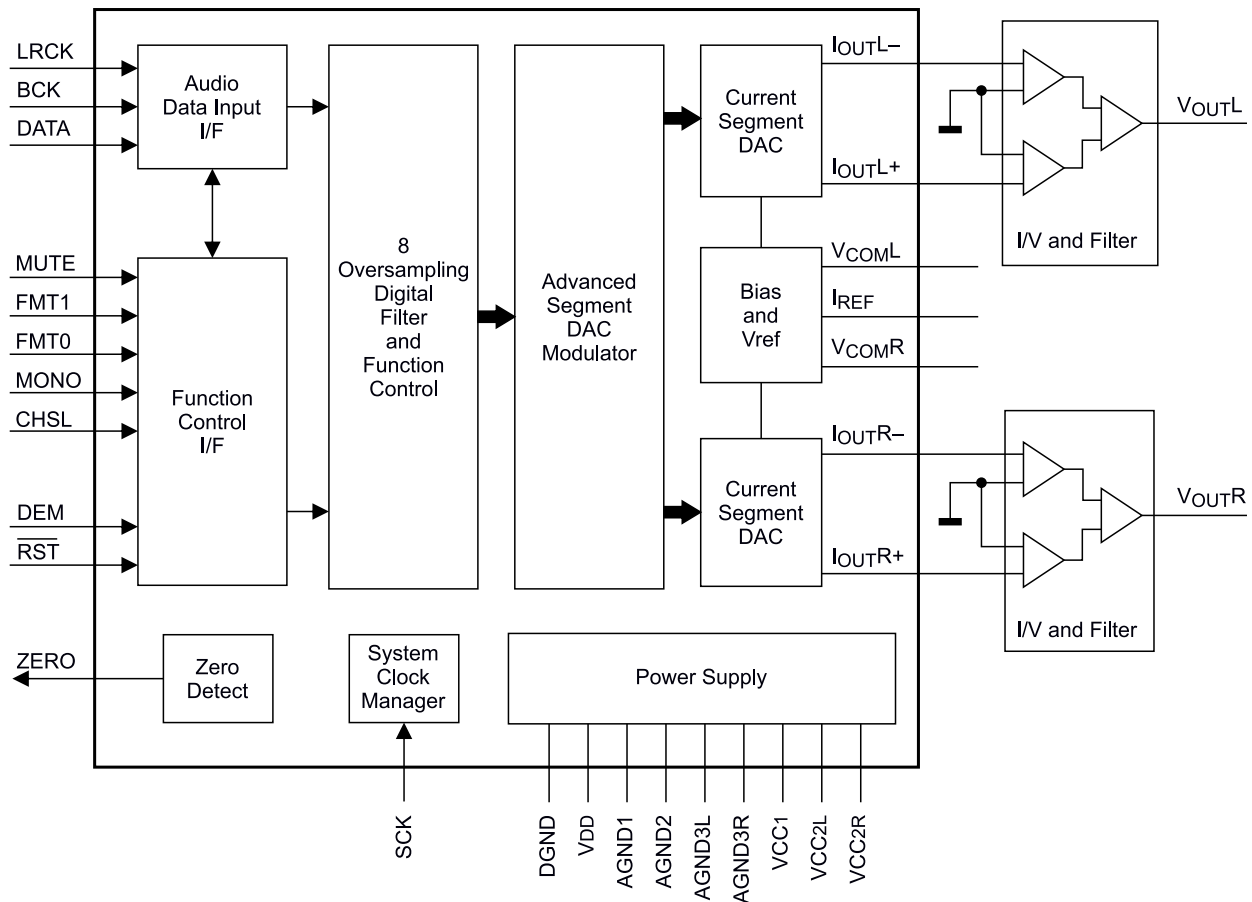 LRCK
BCK
DATA
Audio
Data Input
I/F
MUTE
FMT1
FMT0
MONO
CHSL
DEM
RST
Function
Control
I/F
8
Oversampling
Digital
Filter
and
Function
Control
Advanced
Segment
DAC
Modulator
Current
Segment
DAC
Bias
and
Vref
Current
Segment
DAC
IOUTL–
IOUTL+
VCOML
IREF
VCOMR
IOUTR–
IOUTR+
I/V and Filter
VOUTL
I/V and Filter
VOUTR
ZERO
Zero
Detect
System
Clock
Manager
Power Supply
SCK
DGND
VDD
AGND1
AGND2
AGND3L
AGND3R
VCC1
VCC2L
VCC2R